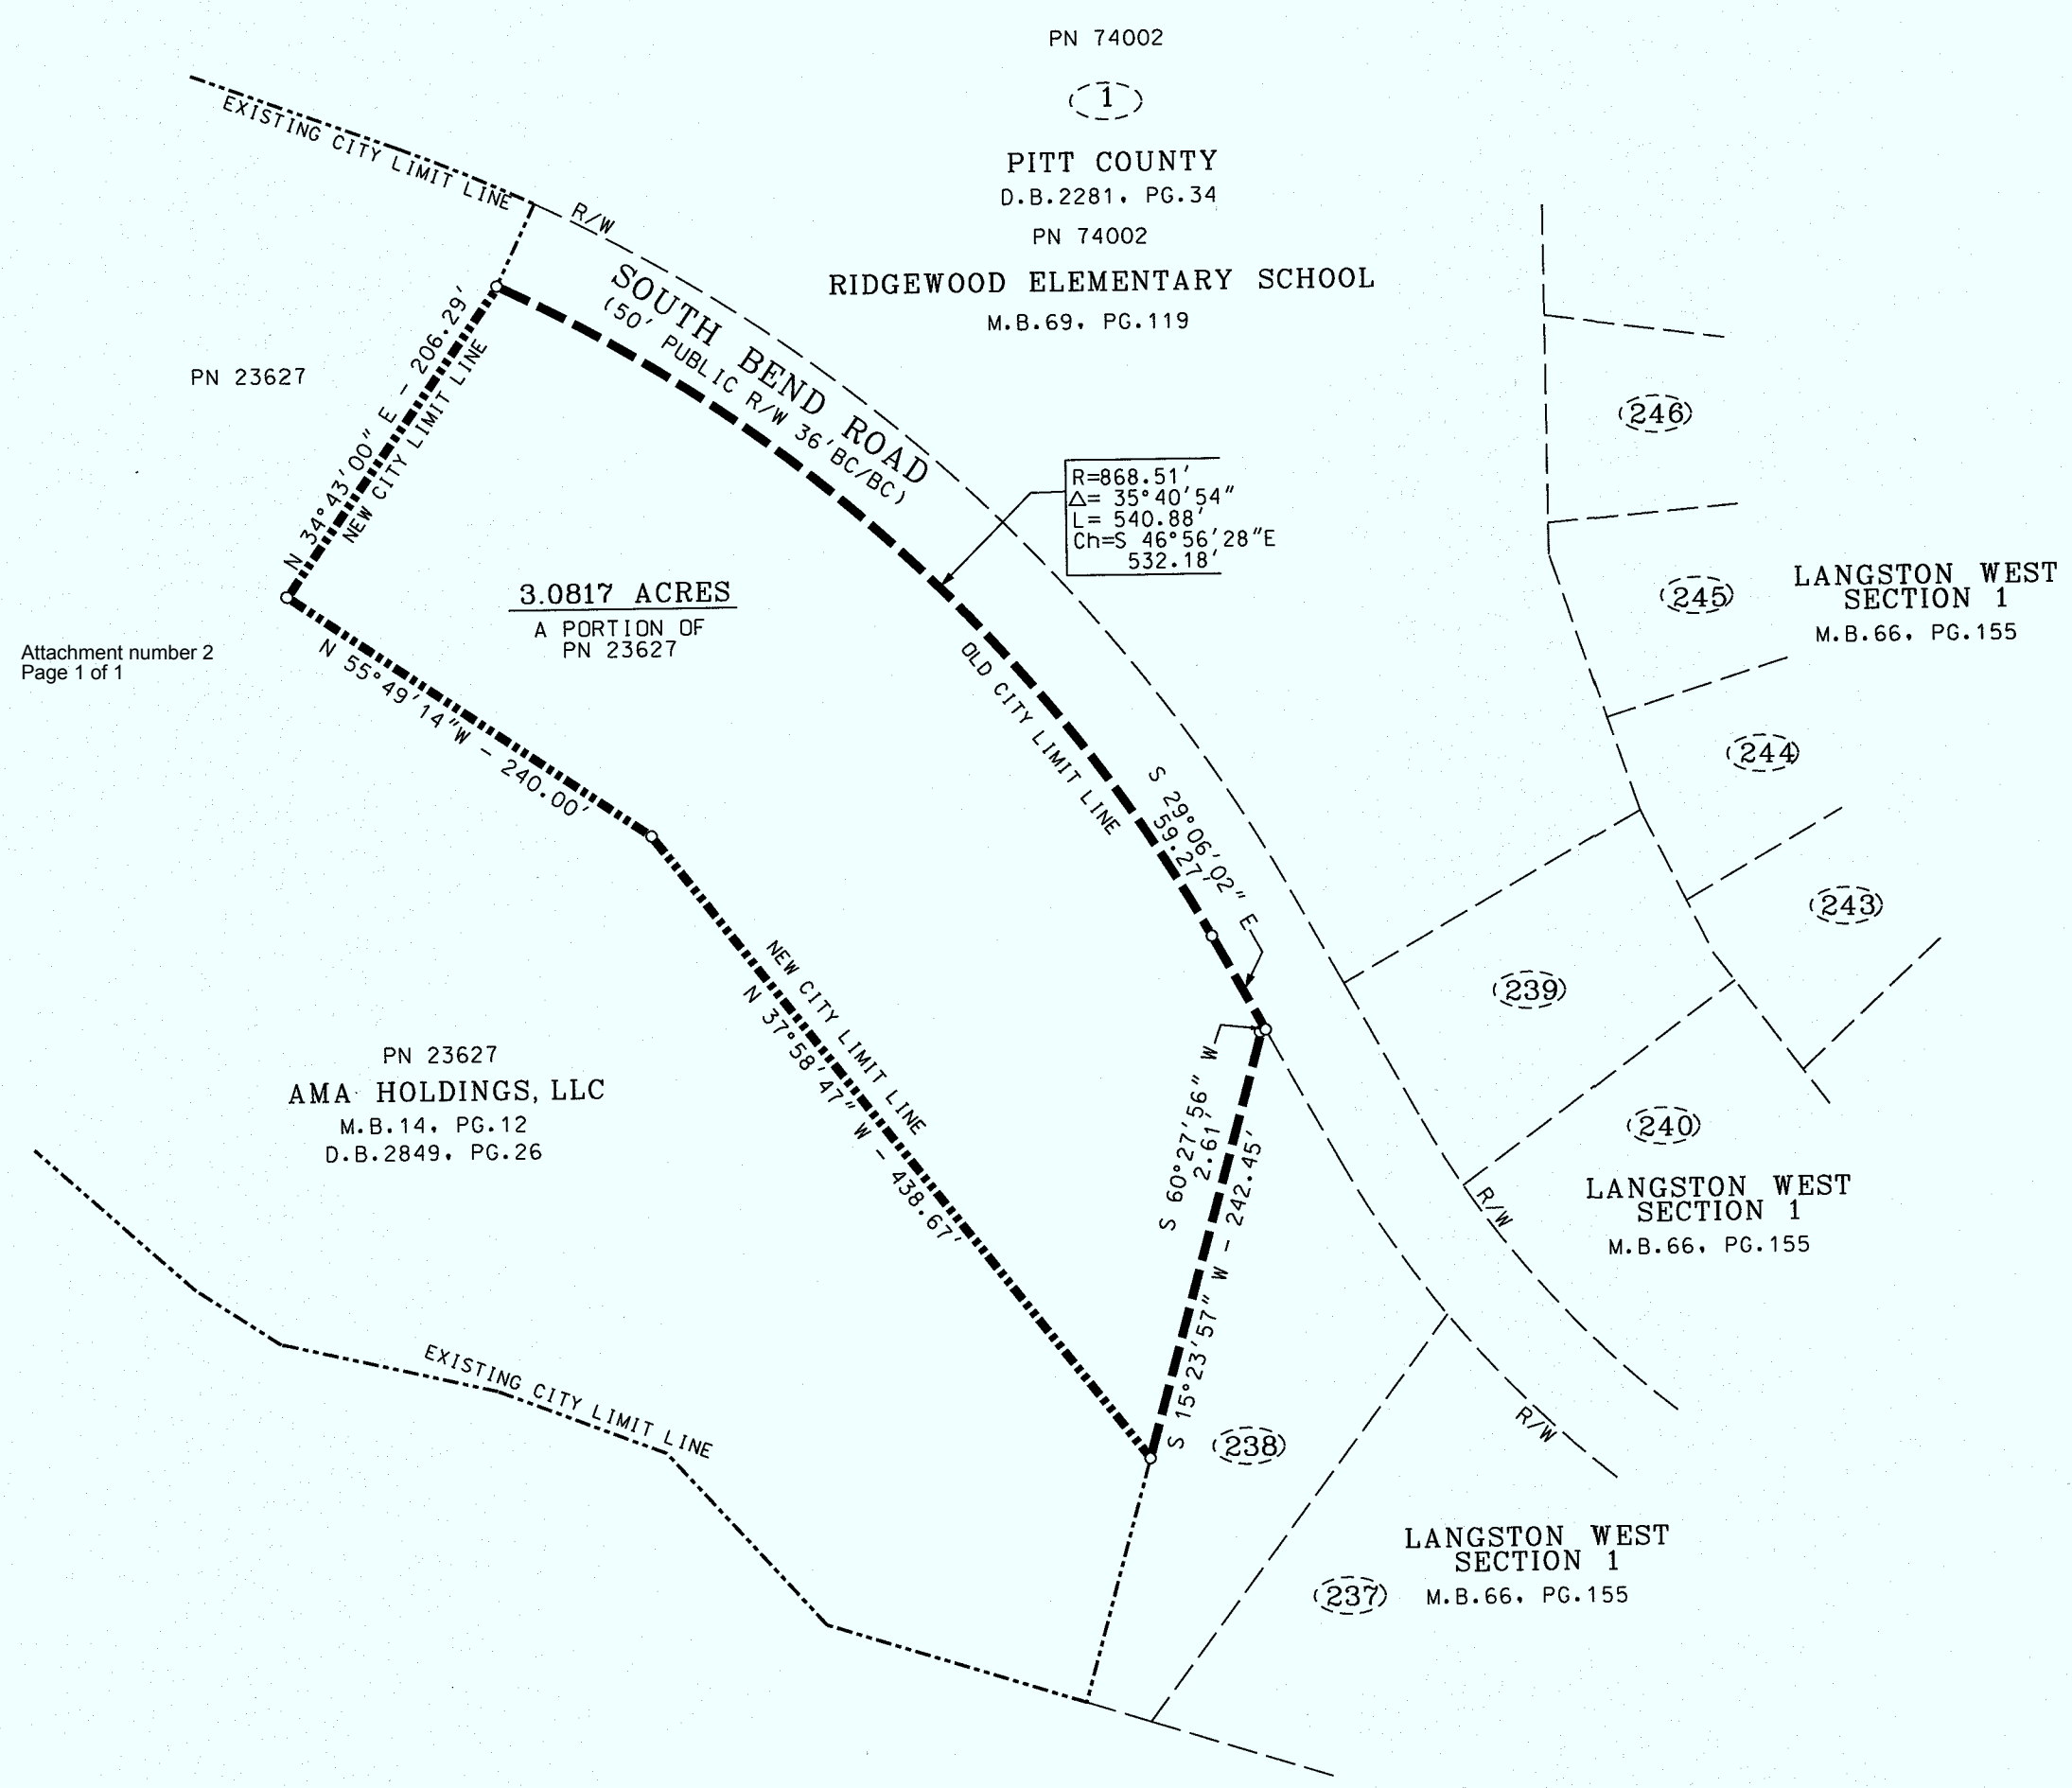 PN 74002
1
PITT COUNTY
D.B.2281, PG.34
PN 74002
RIDGEWOOD ELEMENTARY SCHOOL
M.B.69, PG.119
EXISTING CITY LIMIT LINE
R/W
SOUTH BEND ROAD
(50' PUBLIC R/W 36'BC/BC)
N 34°43'00" E - 206.29'
NEW CITY LIMIT LINE
PN 23627
R=868.51'
Δ= 35°40'54"
L= 540.88'
Ch=S 46°56'28"E
532.18'
246
245
LANGSTON WEST
SECTION 1
M.B.66, PG.155
3.0817 ACRES
A PORTION OF
PN 23627
Attachment number 2
Page 1 of 1
N 55°49'14"W - 240.00'
OLD CITY LIMIT LINE
244
S 29°06'02" E
59.27'
243
239
NEW CITY LIMIT LINE
N 37°58'47" W - 438.67'
PN 23627
AMA HOLDINGS, LLC
M.B.14, PG.12
D.B.2849, PG.26
S 60°27'56" W
2.61'
S 15°23'57" W - 242.45'
240
LANGSTON WEST
SECTION 1
M.B.66, PG.155
R/W
EXISTING CITY LIMIT LINE
R/W
238
LANGSTON WEST
SECTION 1
M.B.66, PG.155
237